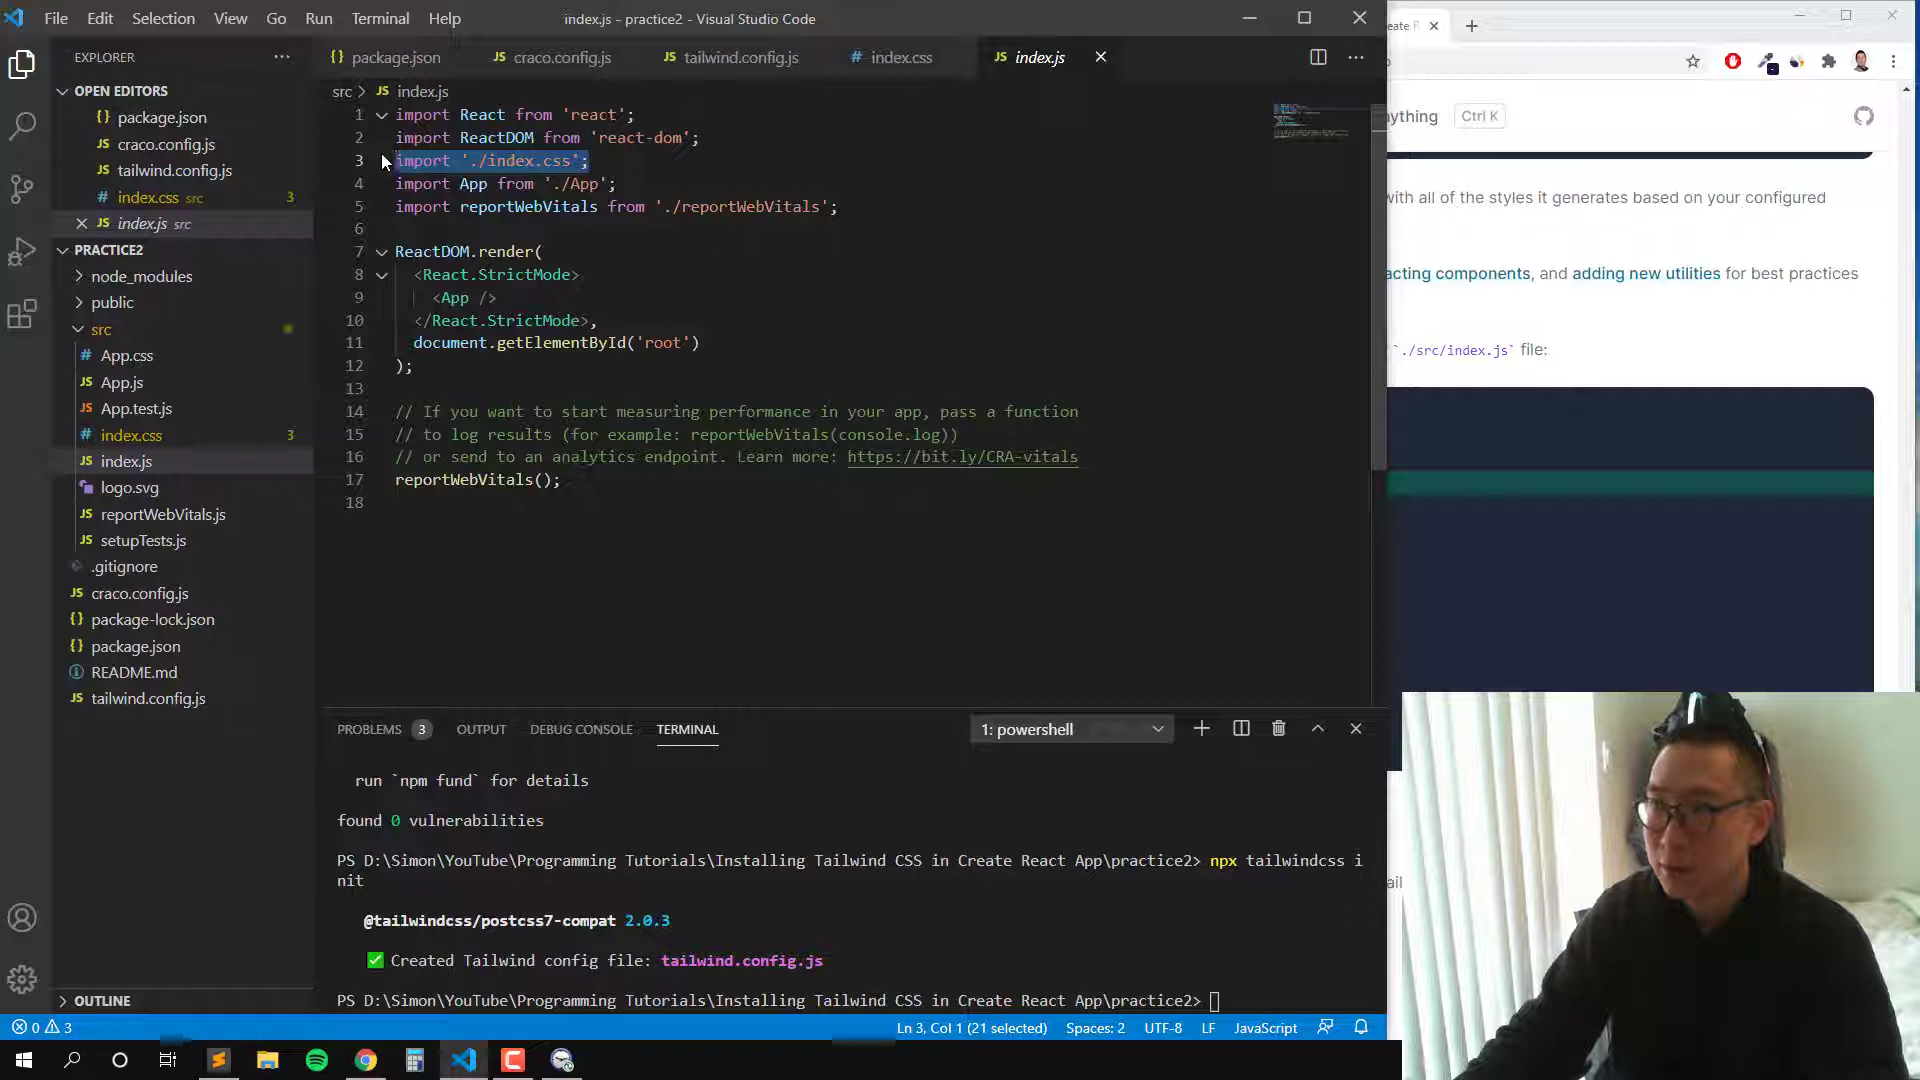 File Edit Selection View Go Run Terminal Help
index.js - practice2 - Visual Studio Code
EXPLORER
OPEN EDITORS
package.json
craco.config.js
tailwind.config.js
index.css src 3
index.js src
PRACTICE2
node_modules
public
src
App.css
App.js
App.test.js
index.css 3
index.js
logo.svg
reportWebVitals.js
setupTests.js
.gitignore
craco.config.js
package-lock.json
package.json
README.md
tailwind.config.js
OUTLINE
package.json craco.config.js tailwind.config.js index.css index.js
src > index.js
1 import React from 'react';
2 import ReactDOM from 'react-dom';
3 import './index.css';
4 import App from './App';
5 import reportWebVitals from './reportWebVitals';
6
7 ReactDOM.render(
8 <React.StrictMode>
9 <App />
10 </React.StrictMode>,
11 document.getElementById('root')
12 );
13
14 // If you want to start measuring performance in your app, pass a function
15 // to log results (for example: reportWebVitals(console.log))
16 // or send to an analytics endpoint. Learn more: https://bit.ly/CRA-vitals
17 reportWebVitals();
18
PROBLEMS 3 OUTPUT DEBUG CONSOLE TERMINAL
1: powershell
run `npm fund` for details
found 0 vulnerabilities
PS D:\Simon\YouTube\Programming Tutorials\Installing Tailwind CSS in Create React App\practice2> npx tailwindcss i
nit
@tailwindcss/postcss7-compat 2.0.3
Created Tailwind config file: tailwind.config.js
PS D:\Simon\YouTube\Programming Tutorials\Installing Tailwind CSS in Create React App\practice2>
0 3
Ln 3, Col 1 (21 selected) Spaces: 2 UTF-8 LF JavaScript
eate
ything Ctrl K
with all of the styles it generates based on your configured
acting components, and adding new utilities for best practices
`./src/index.js` file:
ail